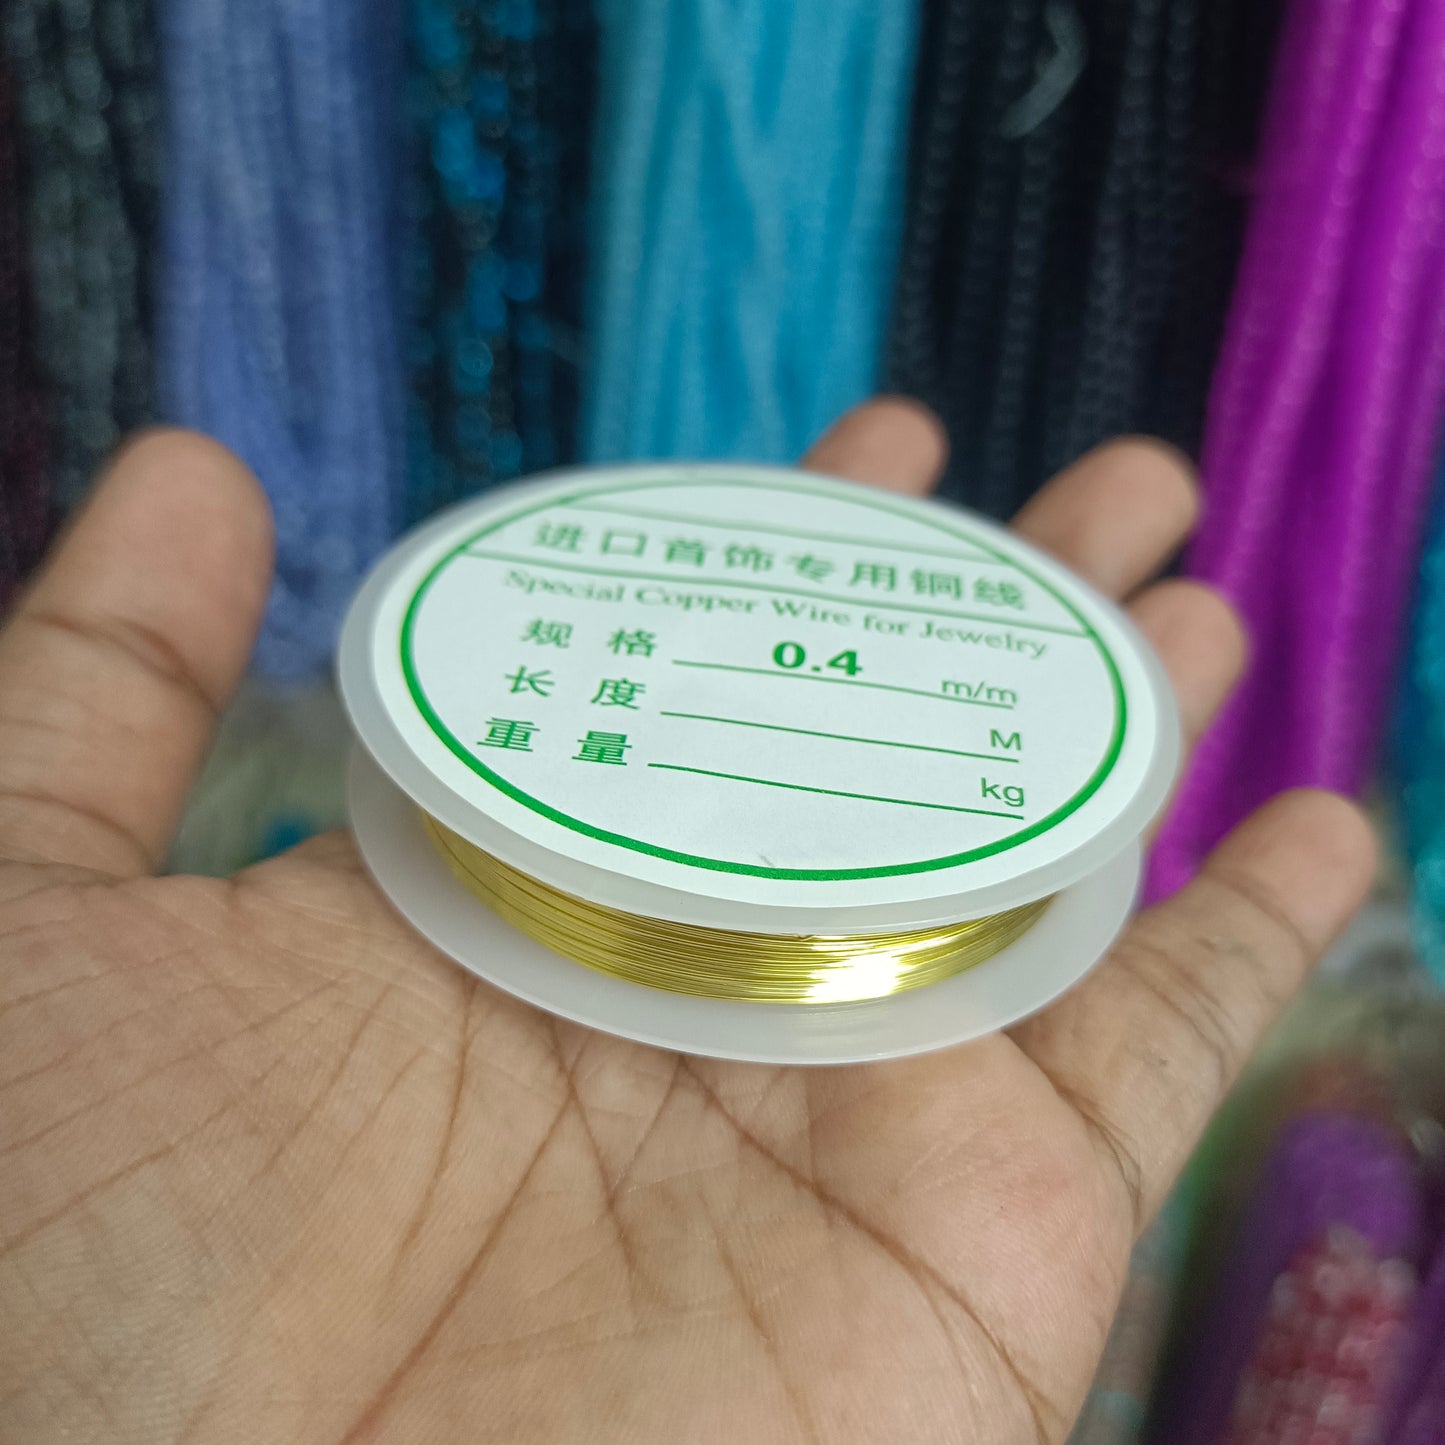 进口首饰专用铜线
Special Copper Wire for Jewelry
规 格 0.4 m/m
长 度 M
重 量 kg